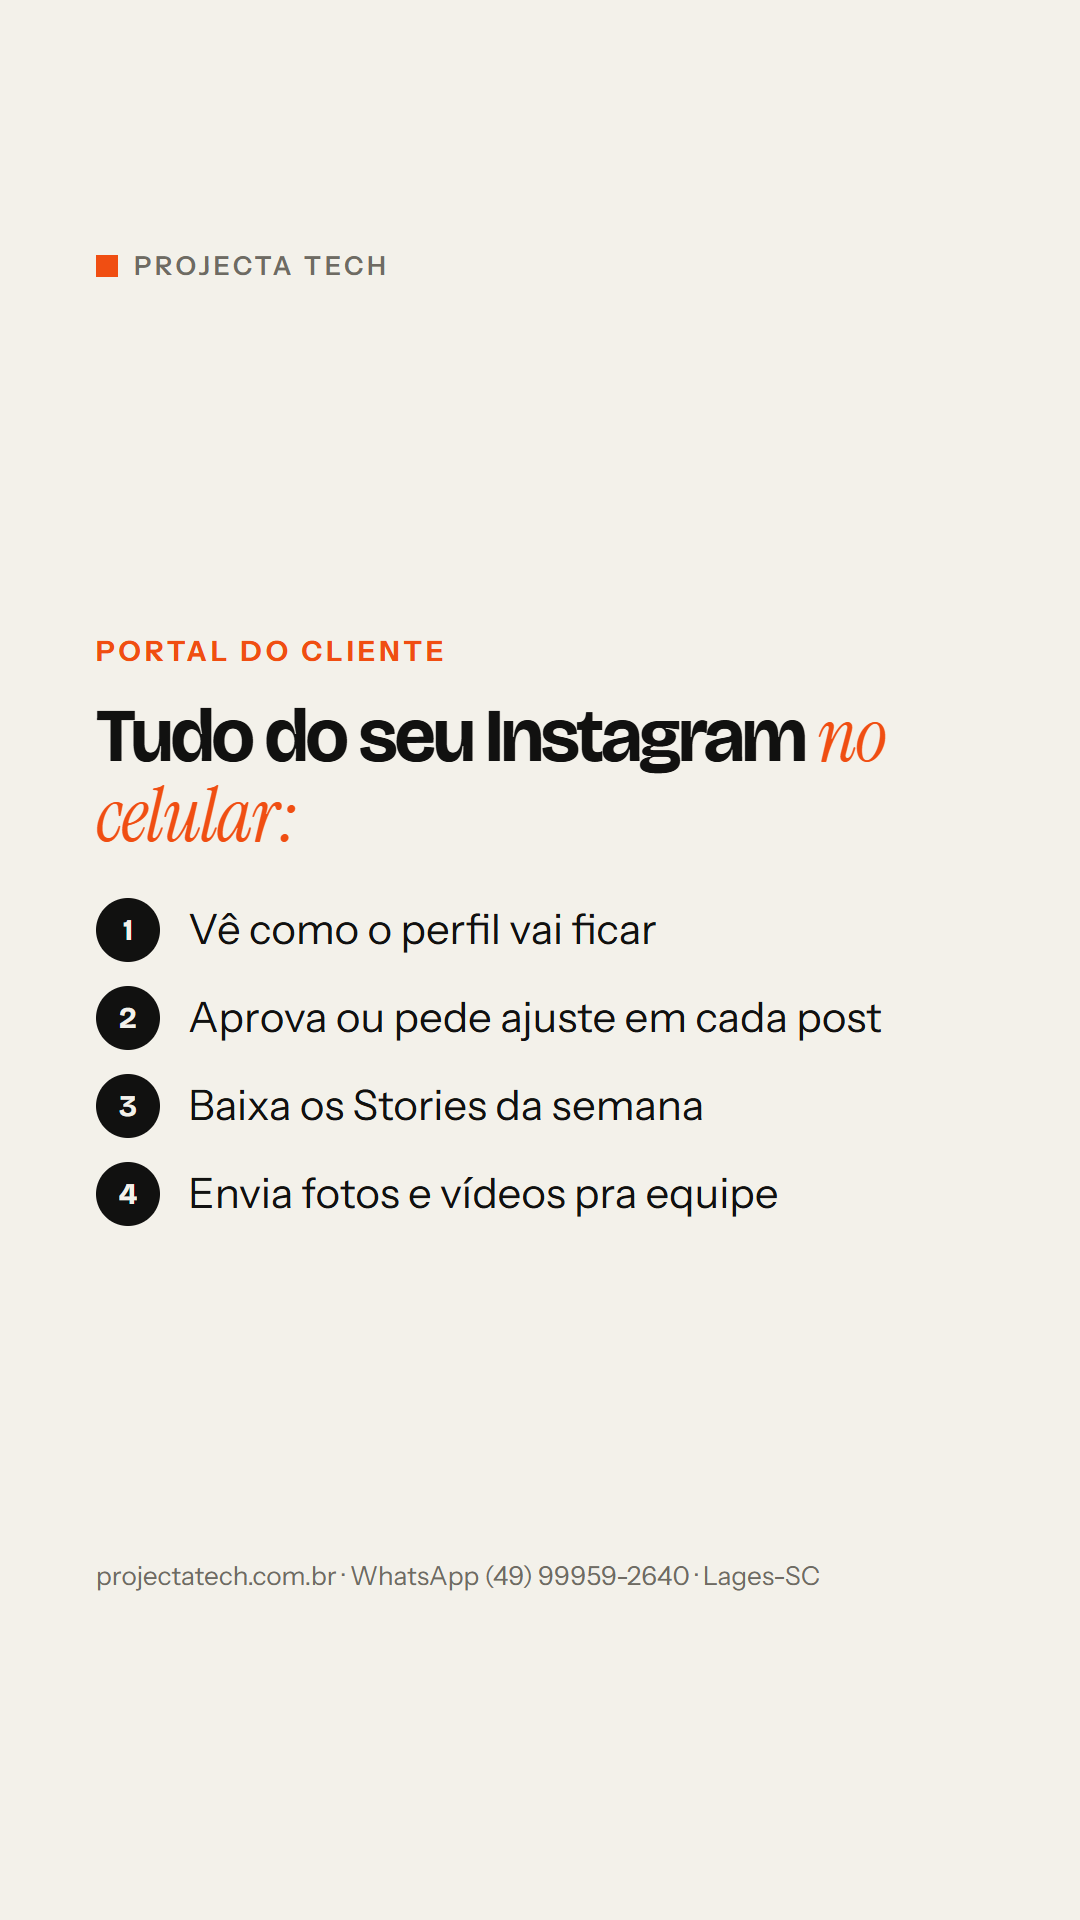 PROJECTA TECH
PORTAL DO CLIENTE
Tudo do seu Instagram no
celular:
1 Vê como o perfil vai ficar
2 Aprova ou pede ajuste em cada post
3 Baixa os Stories da semana
4 Envia fotos e vídeos pra equipe
projectatech.com.br · WhatsApp (49) 99959-2640 · Lages-SC